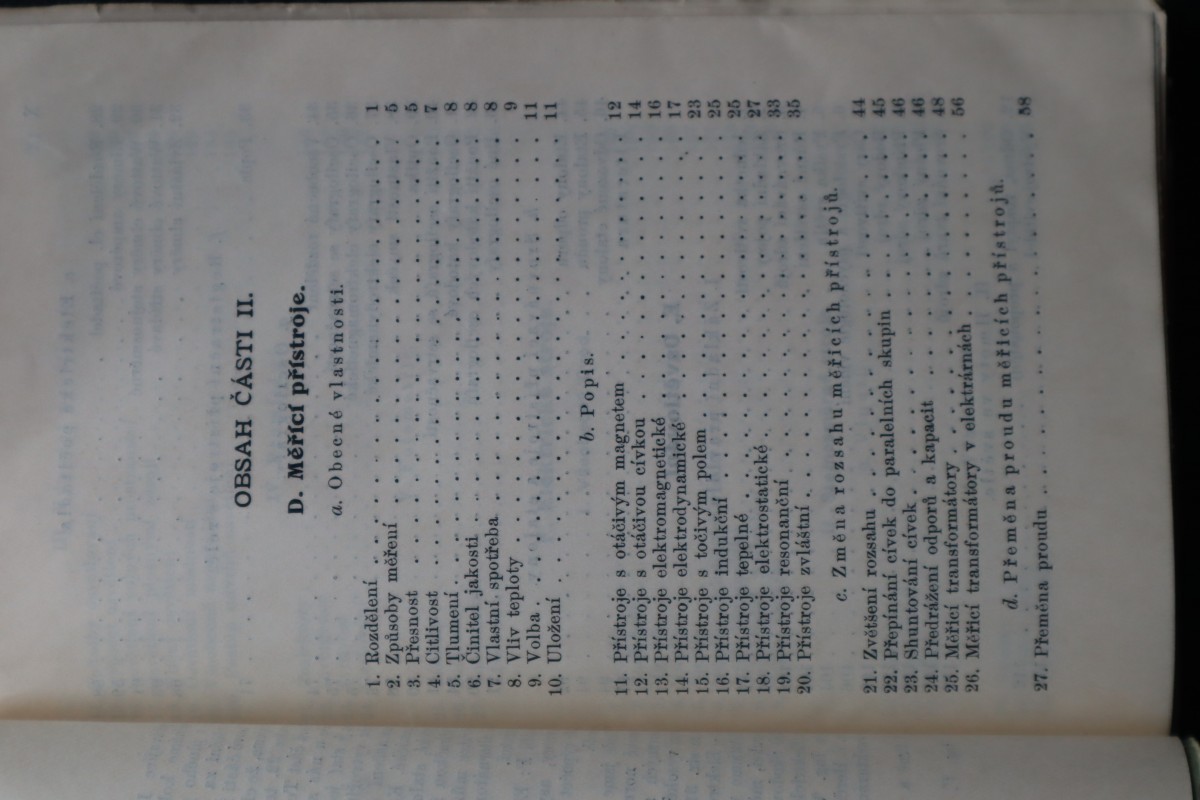 OBSAH ČÁSTI II.
D. Měřicí přístroje.
a. Obecné vlastnosti.
1. Rozdělení . . . 1
2. Způsoby měření . . . 5
3. Přesnost . . . 5
4. Citlivost . . . 7
5. Tlumení . . . 8
6. Činitel jakosti . . . 8
7. Vlastní spotřeba . . . 8
8. Vliv teploty . . . 9
9. Volba . . . 11
10. Uložení . . . 11
b. Popis.
11. Přístroje s otáčivým magnetem . . . 12
12. Přístroje s otáčivou cívkou . . . 14
13. Přístroje elektromagnetické . . . 16
14. Přístroje elektrodynamické . . . 17
15. Přístroje s točivým polem . . . 23
16. Přístroje indukční . . . 25
17. Přístroje tepelné . . . 25
18. Přístroje elektrostatické . . . 27
19. Přístroje resonanční . . . 33
20. Přístroje zvláštní . . . 35
c. Změna rozsahu měřicích přístrojů.
21. Zvětšení rozsahu . . . 44
22. Přepínání cívek do paralelních skupin . . . 45
23. Shuntování cívek . . . 46
24. Předrážení odporů a kapacit . . . 46
25. Měřicí transformátory . . . 48
26. Měřicí transformátory v elektrárnách . . . 56
d. Přeměna proudu měřicích přístrojů.
27. Přeměna proudu . . . 58